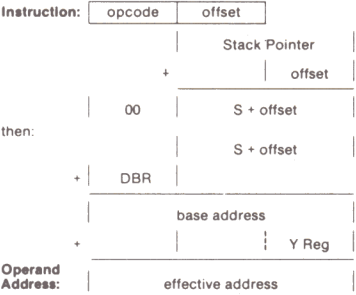 Instruction: opcode offset
Stack Pointer
+ offset
00 S + offset
then:
S + offset
+ DBR
base address
+ Y Reg
Operand
Address: effective address